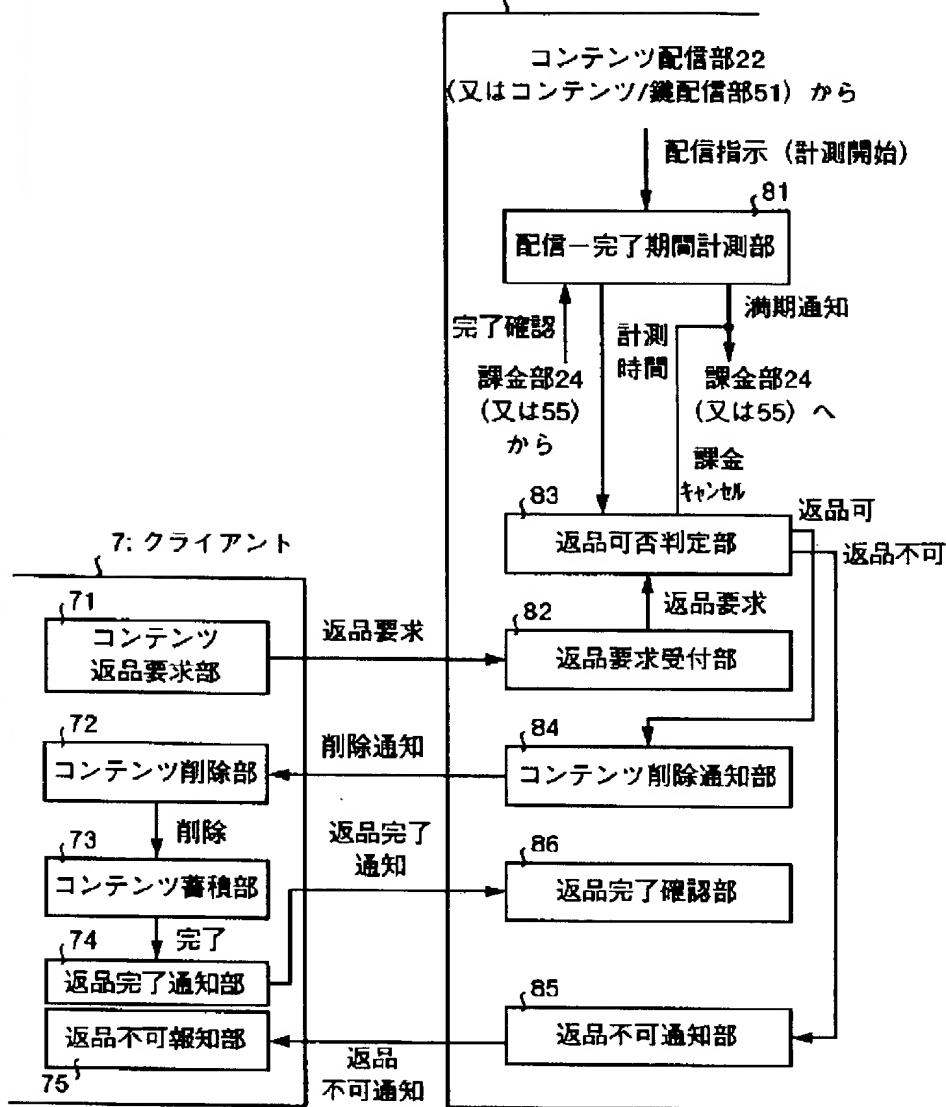 コンテンツ配信部22
(又はコンテンツ/鍵配信部51)から
配信指示(計測開始)
81
配信一完了期間計測部
完了確認
計測
時間
満期通知
課金部24
(又は55)
から
課金部24
(又は55)へ
課金
キャンセル
83
返品可否判定部
返品可
返品不可
返品要求
7:クライアント
71
コンテンツ
返品要求部
返品要求
82
返品要求受付部
72
コンテンツ削除部
削除通知
84
コンテンツ削除通知部
削除
73
コンテンツ蓄積部
返品完了
通知
86
返品完了確認部
完了
74
返品完了通知部
85
返品不可通知部
返品不可報知部
75
返品
不可通知